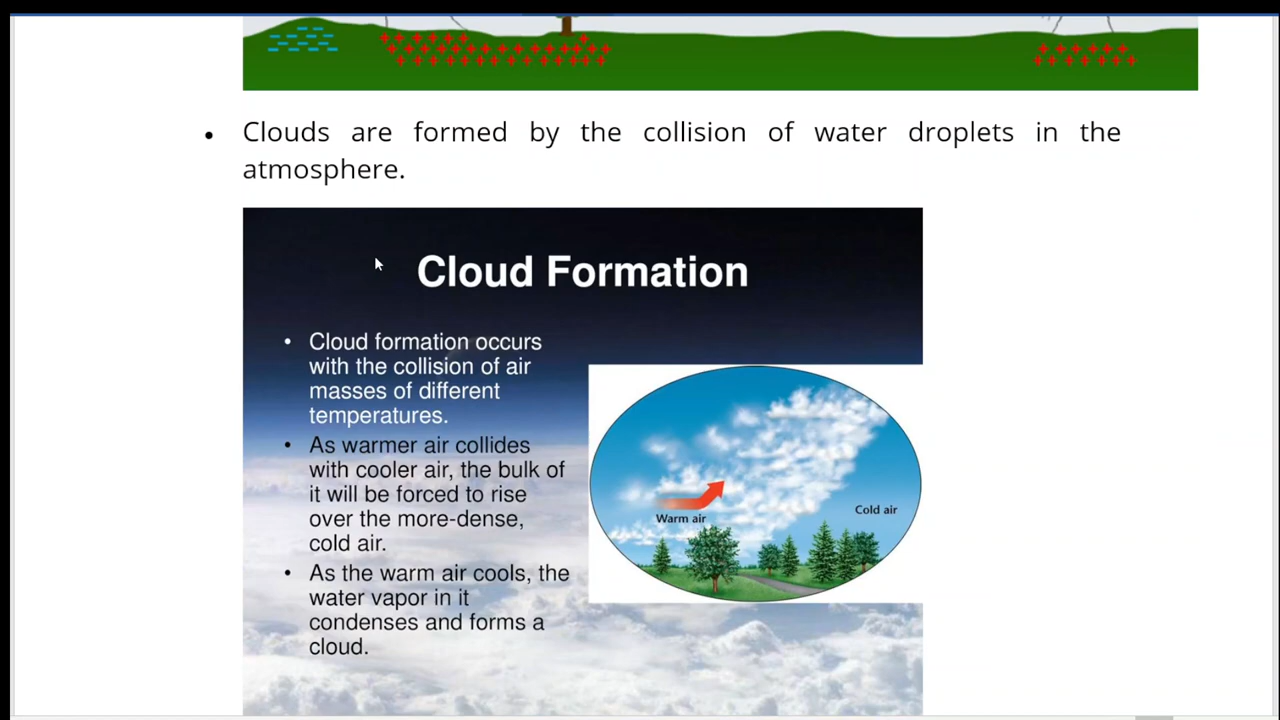 • Clouds are formed by the collision of water droplets in the
atmosphere.
Cloud Formation
• Cloud formation occurs
with the collision of air
masses of different
temperatures.
• As warmer air collides
with cooler air, the bulk of
it will be forced to rise
over the more-dense,
cold air.
• As the warm air cools, the
water vapor in it
condenses and forms a
cloud.
Warm air
Cold air